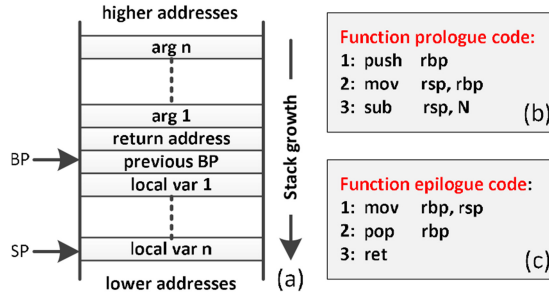 higher addresses
arg n
arg 1
return address
previous BP
local var 1
local var n
lower addresses
BP
SP
Stack growth
(a)
Function prologue code:
1: push rbp
2: mov rsp, rbp
3: sub rsp, N
(b)
Function epilogue code:
1: mov rbp, rsp
2: pop rbp
3: ret
(c)